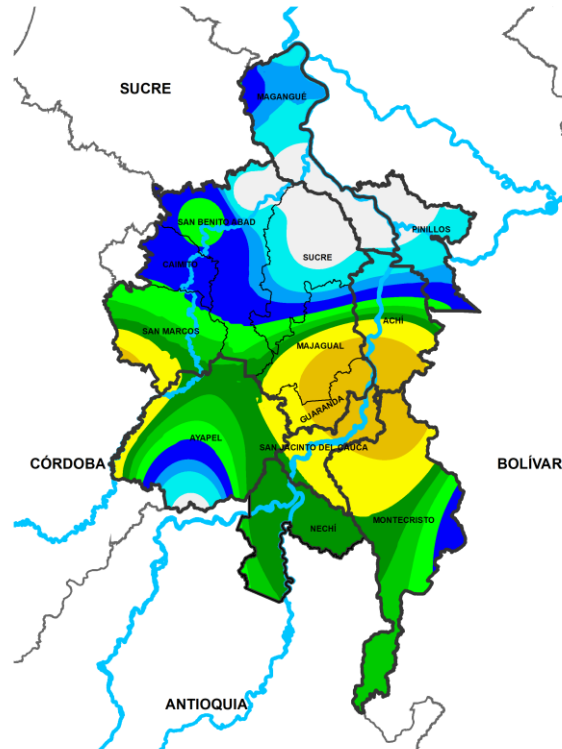 SUCRE
MAGANGUÉ
SAN BENITO ABAD
PINILLOS
SUCRE
CAIMITO
ACHÍ
SAN MARCOS
MAJAGUAL
GUARANDA
AYAPEL
SAN JACINTO DEL CAUCA
CÓRDOBA
BOLÍVAR
MONTECRISTO
NECHÍ
ANTIOQUIA